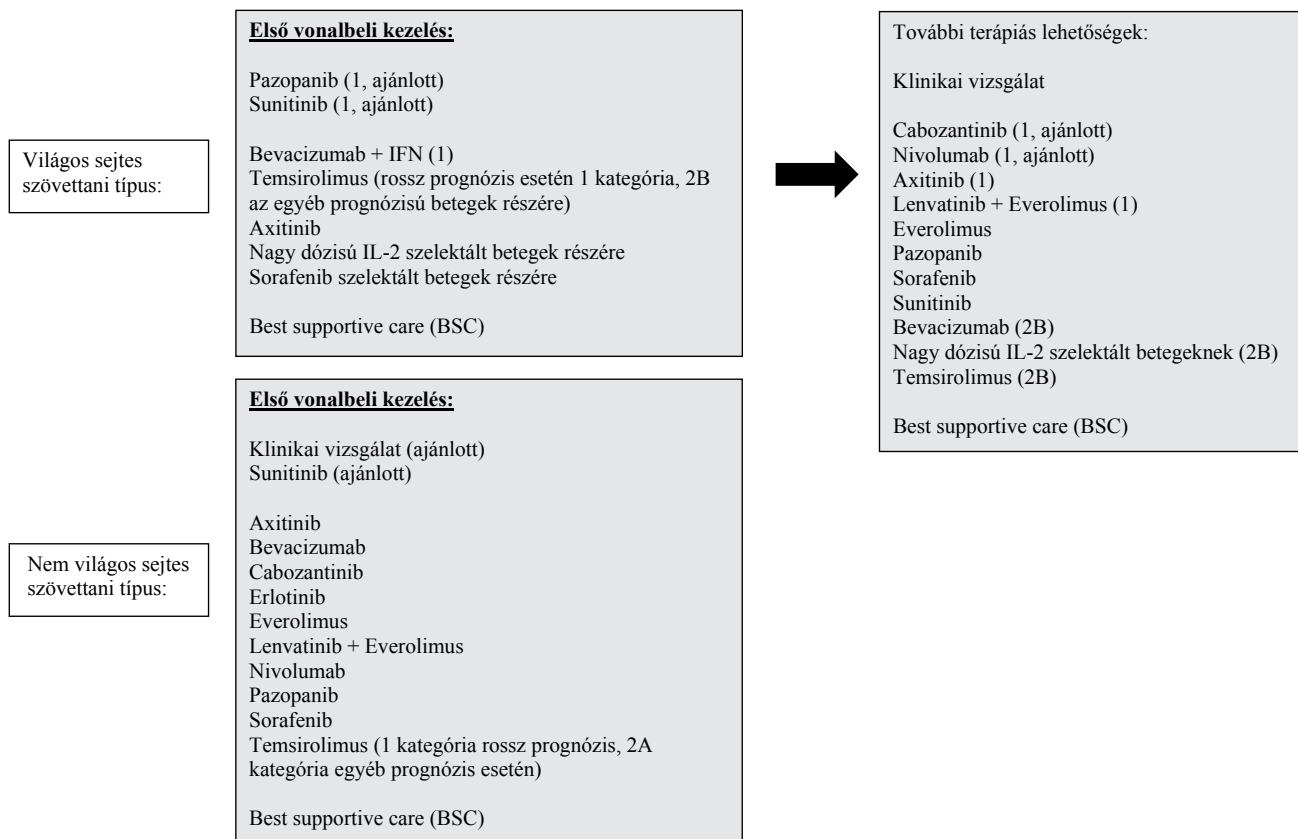 Világos sejtes
szövettani típus:
Első vonalbeli kezelés:
Pazopanib (1, ajánlott)
Sunitinib (1, ajánlott)
Bevacizumab + IFN (1)
Temsirolimus (rossz prognózis esetén 1 kategória, 2B
az egyéb prognózisú betegek részére)
Axitinib
Nagy dózisú IL-2 szelektált betegek részére
Sorafenib szelektált betegek részére
Best supportive care (BSC)
További terápiás lehetőségek:
Klinikai vizsgálat
Cabozantinib (1, ajánlott)
Nivolumab (1, ajánlott)
Axitinib (1)
Lenvatinib + Everolimus (1)
Everolimus
Pazopanib
Sorafenib
Sunitinib
Bevacizumab (2B)
Nagy dózisú IL-2 szelektált betegeknek (2B)
Temsirolimus (2B)
Best supportive care (BSC)
Nem világos sejtes
szövettani típus:
Első vonalbeli kezelés:
Klinikai vizsgálat (ajánlott)
Sunitinib (ajánlott)
Axitinib
Bevacizumab
Cabozantinib
Erlotinib
Everolimus
Lenvatinib + Everolimus
Nivolumab
Pazopanib
Sorafenib
Temsirolimus (1 kategória rossz prognózis, 2A
kategória egyéb prognózis esetén)
Best supportive care (BSC)